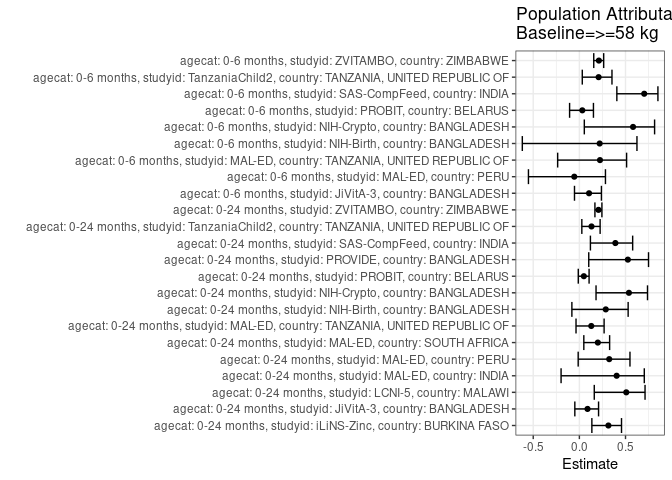 Population Attributa
Baseline=>=58 kg
agecat: 0-6 months, studyid: ZVITAMBO, country: ZIMBABWE
agecat: 0-6 months, studyid: TanzaniaChild2, country: TANZANIA, UNITED REPUBLIC OF
agecat: 0-6 months, studyid: SAS-CompFeed, country: INDIA
agecat: 0-6 months, studyid: PROBIT, country: BELARUS
agecat: 0-6 months, studyid: NIH-Crypto, country: BANGLADESH
agecat: 0-6 months, studyid: NIH-Birth, country: BANGLADESH
agecat: 0-6 months, studyid: MAL-ED, country: TANZANIA, UNITED REPUBLIC OF
agecat: 0-6 months, studyid: MAL-ED, country: PERU
agecat: 0-6 months, studyid: JiVitA-3, country: BANGLADESH
agecat: 0-24 months, studyid: ZVITAMBO, country: ZIMBABWE
agecat: 0-24 months, studyid: TanzaniaChild2, country: TANZANIA, UNITED REPUBLIC OF
agecat: 0-24 months, studyid: SAS-CompFeed, country: INDIA
agecat: 0-24 months, studyid: PROVIDE, country: BANGLADESH
agecat: 0-24 months, studyid: PROBIT, country: BELARUS
agecat: 0-24 months, studyid: NIH-Crypto, country: BANGLADESH
agecat: 0-24 months, studyid: NIH-Birth, country: BANGLADESH
agecat: 0-24 months, studyid: MAL-ED, country: TANZANIA, UNITED REPUBLIC OF
agecat: 0-24 months, studyid: MAL-ED, country: SOUTH AFRICA
agecat: 0-24 months, studyid: MAL-ED, country: PERU
agecat: 0-24 months, studyid: MAL-ED, country: INDIA
agecat: 0-24 months, studyid: LCNI-5, country: MALAWI
agecat: 0-24 months, studyid: JiVitA-3, country: BANGLADESH
agecat: 0-24 months, studyid: iLiNS-Zinc, country: BURKINA FASO
-0.5 0.0 0.5
Estimate